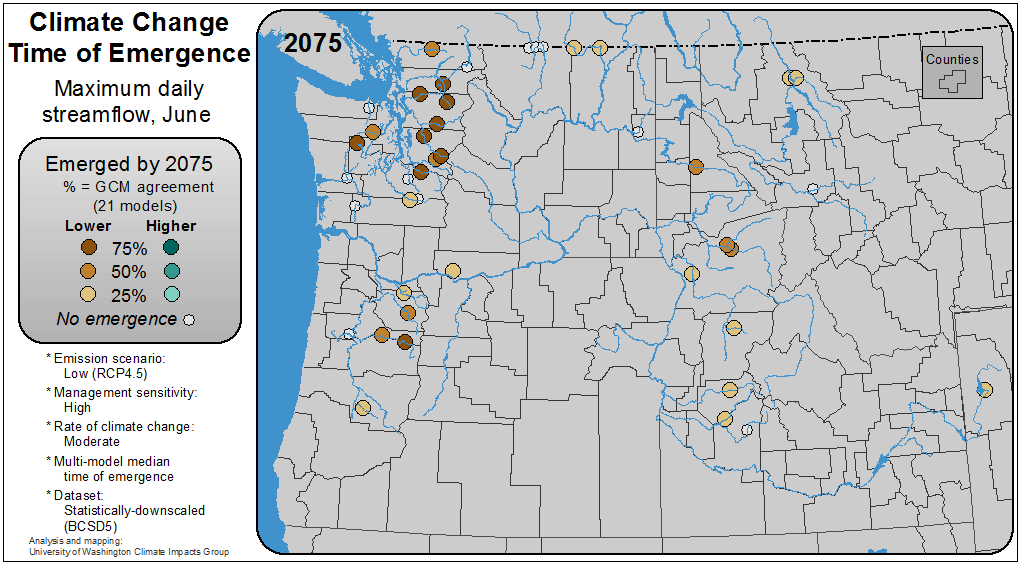 Climate Change
Time of Emergence
Maximum daily
streamflow, June
Emerged by 2075
% = GCM agreement
(21 models)
Lower Higher
75%
50%
25%
No emergence
* Emission scenario:
Low (RCP4.5)
* Management sensitivity:
High
* Rate of climate change:
Moderate
* Multi-model median
time of emergence
* Dataset:
Statistically-downscaled
(BCSD5)
Analysis and mapping:
University of Washington Climate Impacts Group
2075
Counties